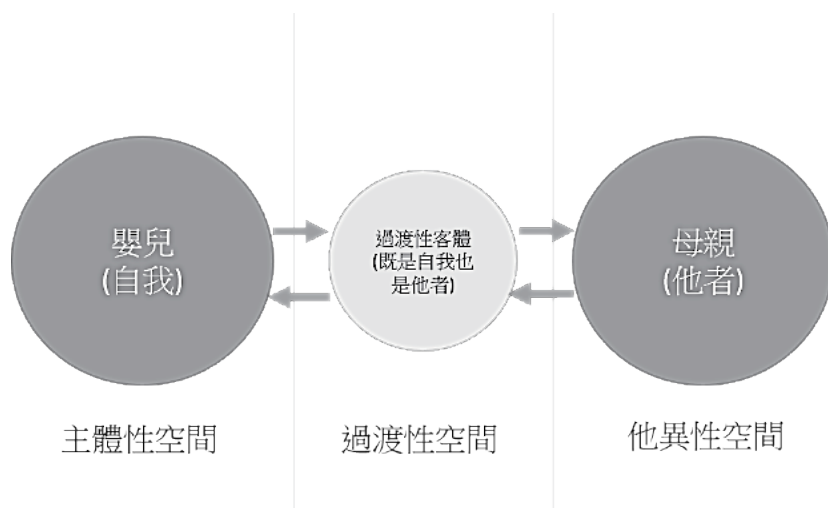 嬰兒
(自我)
過渡性客體
(既是自我也
是他者)
母親
(他者)
主體性空間
過渡性空間
他異性空間